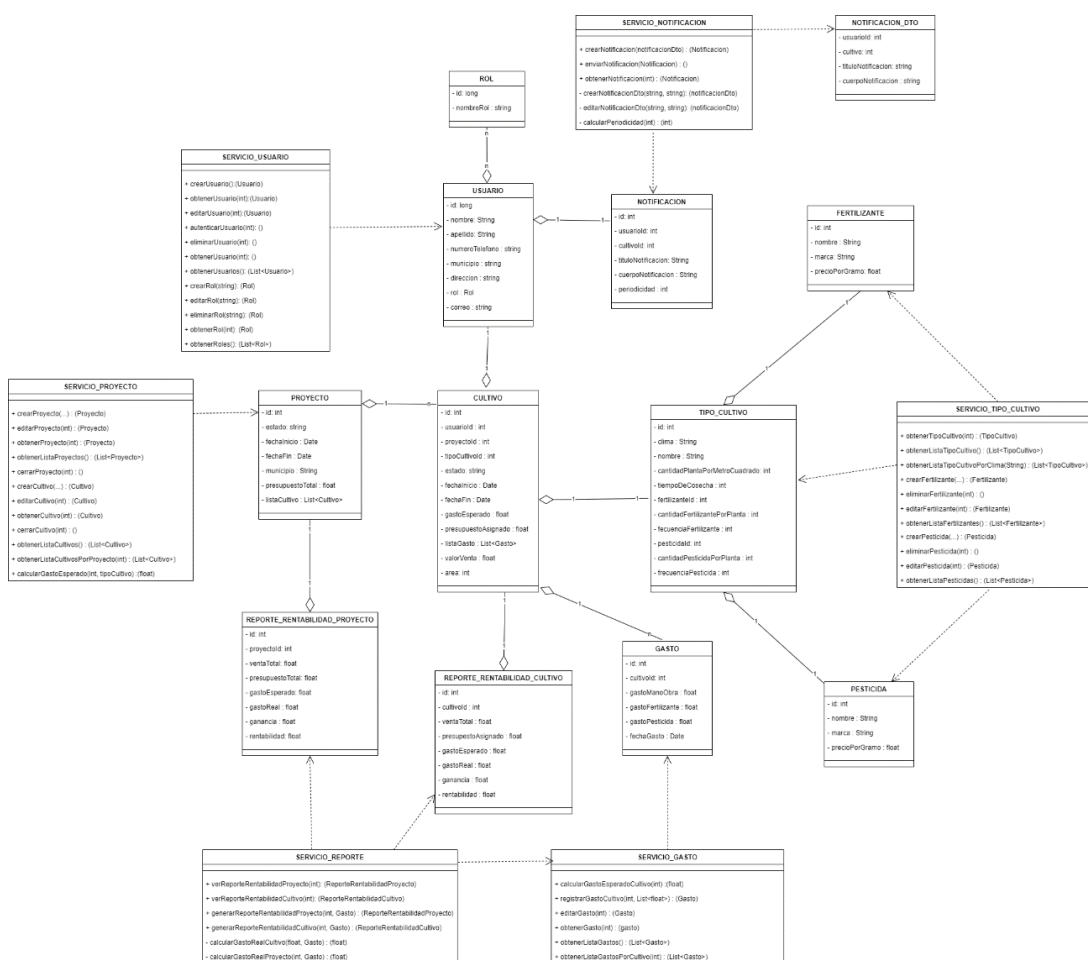 SERVICIO_NOTIFICACION
+ crearNotificacion(notificacionDto) : (Notificacion)
+ enviarNotificacion(Notificacion) : ()
+ obtenerNotificacion(int) : (Notificacion)
- crearNotificacionDto(string, string): (notificacionDto)
- editarNotificacionDto(string, string): (notificacionDto)
- calcularPeriodicidad(int) : (int)
NOTIFICACION_DTO
- usuarioId: int
- cultivo: int
- tituloNotificacion: string
- cuerpoNotificacion : string
ROL
- id: long
- nombreRol : string
n
n
SERVICIO_USUARIO
+ crearUsuario():(Usuario)
+ obtenerUsuario(int):(Usuario)
+ editarUsuario(int):(Usuario)
+ autenticarUsuario(int): ()
+ eliminarUsuario(int): ()
+ obtenerUsuario(int): ()
+ obtenerUsuarios(): (List<Usuario>)
+ crearRol(string): (Rol)
+ editarRol(string): (Rol)
+ eliminarRol(string): (Rol)
+ obtenerRol(int): (Rol)
+ obtenerRoles(): (List<Rol>)
USUARIO
- id: long
- nombre: String
- apellido: String
- numeroTelefono : string
- municipio : string
- direccion : string
- rol : Rol
- correo : string
1
1
NOTIFICACION
- id: int
- usuarioId: int
- cultivoId: int
- tituloNotificacion: String
- cuerpoNotificacion : String
- periodicidad : int
FERTILIZANTE
- id: int
- nombre : String
- marca : String
- precioPorGramo : float
1
1
SERVICIO_PROYECTO
+ crearProyecto(...) : (Proyecto)
+ editarProyecto(int) : (Proyecto)
+ obtenerProyecto(int) : (Proyecto)
+ obtenerListaProyectos() : (List<Proyecto>)
+ cerrarProyecto(int) : ()
+ crearCultivo(...) : (Cultivo)
+ editarCultivo(int) : (Cultivo)
+ obtenerCultivo(int) : (Cultivo)
+ cerrarCultivo(int) : ()
+ obtenerListaCultivos() : (List<Cultivo>)
+ obtenerListaCultivosPorProyecto(int) : (List<Cultivo>)
+ calcularGastoEsperado(int, tipoCultivo) :(float)
PROYECTO
- id: int
- estado: string
- fechaInicio : Date
- fechaFin : Date
- municipio : String
- presupuestoTotal : float
- listaCultivo : List<Cultivo>
1
n
CULTIVO
- id: int
- usuarioId : int
- proyectoId : int
- tipoCultivoId : int
- estado: string
- fechaInicio : Date
- fechaFin : Date
- gastoEsperado : float
- presupuestoAsignado : float
- listaGasto : List<Gasto>
- valorVenta : float
- area : int
1
1
TIPO_CULTIVO
- id: int
- clima : String
- nombre : String
- cantidadPlantaPorMetroCuadrado : int
- tiempoDeCosecha : int
- fertilizanteId : int
- cantidadFertilizantePorPlanta : int
- fecuenciaFertilizante : int
- pesticidaId : int
- cantidadPesticidaPorPlanta : int
- frecuenciaPesticida : int
SERVICIO_TIPO_CULTIVO
+ obtenerTipoCultivo(int) : (TipoCultivo)
+ obtenerListaTipoCultivo() : (List<TipoCultivo>)
+ obtenerListaTipoCultivoPorClima(String) : (List<TipoCultivo>)
+ crearFertilizante(...) : (Fertilizante)
+ eliminarFertilizante(int) : ()
+ editarFertilizante(int) : (Fertilizante)
+ obtenerListaFertilizantes() : (List<Fertilizante>)
+ crearPesticida(...) : (Pesticida)
+ eliminarPesticida(int) : ()
+ editarPesticida(int) : (Pesticida)
+ obtenerListaPesticidas() : (List<Pesticida>)
1
1
1
n
1
1
REPORTE_RENTABILIDAD_PROYECTO
- id: int
- proyectoId: int
- ventaTotal: float
- presupuestoTotal: float
- gastoEsperado: float
- gastoReal : float
- ganancia : float
- rentabilidad: float
REPORTE_RENTABILIDAD_CULTIVO
- id: int
- cultivoId : int
- ventaTotal : float
- presupestoAsignado : float
- gastoEsperado : float
- gastoReal : float
- ganancia : float
- rentabilidad : float
GASTO
- id: int
- cultivoId: int
- gastoManoObra : float
- gastoFertilizante : float
- gastoPesticida : float
- fechaGasto : Date
PESTICIDA
- id: int
- nombre : String
- marca : String
- precioPorGramo : float
SERVICIO_REPORTE
+ verReporteRentabilidadProyecto(int): (ReporteRentabilidadProyecto)
+ verReporteRentabilidadCultivo(int): (ReporteRentabilidadCultivo)
+ generarReporteRentabilidadProyecto(int, Gasto) : (ReporteRentabilidadProyecto)
+ generarReporteRentabilidadCultivo(int, Gasto) : (ReporteRentabilidadCultivo)
- calcularGastoRealCultivo(float, Gasto) : (float)
- calcularGastoRealProyecto(int, Gasto) : (float)
SERVICIO_GASTO
+ calcularGastoEsperadoCultivo(int) :(float)
+ registrarGastoCultivo(int, List<float>) : (Gasto)
+ editarGasto(int) : (Gasto)
+ obtenerGasto(int) : (gasto)
+ obtenerListaGastos() : (List<Gasto>)
+ obtenerListaGastosPorCultivo(int) : (List<Gasto>)